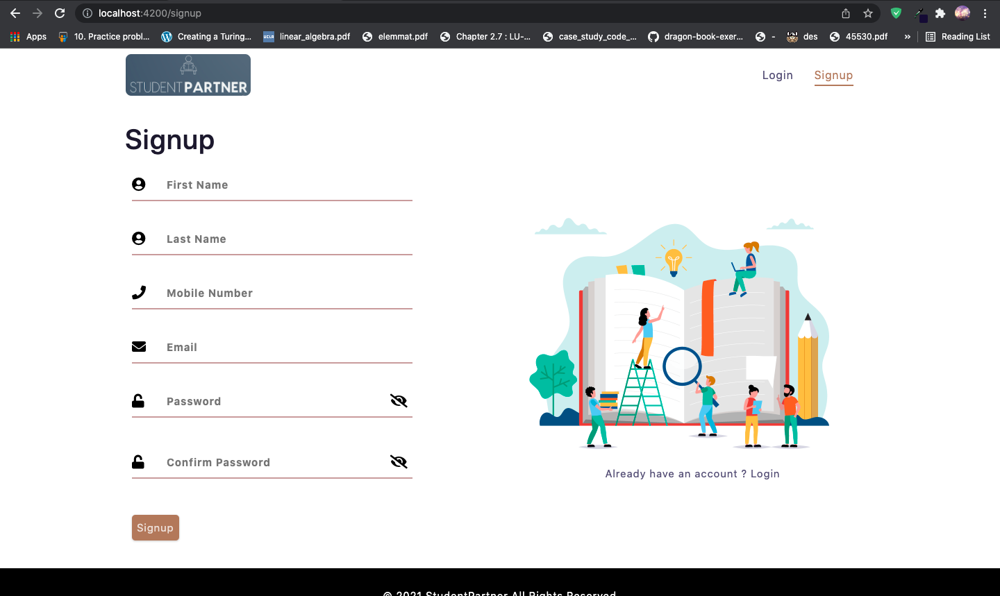 localhost:4200/signup
Apps 10. Practice probl... Creating a Turing... UCLR linear_algebra.pdf elemmat.pdf Chapter 2.7 : LU-... case_study_code_... dragon-book-exer... - des 45530.pdf » Reading List
STUDENTPARTNER
Login Signup
Signup
First Name
Last Name
Mobile Number
Email
Password
Confirm Password
Already have an account ? Login
Signup
© 2021 StudentPartner All Rights Reserved